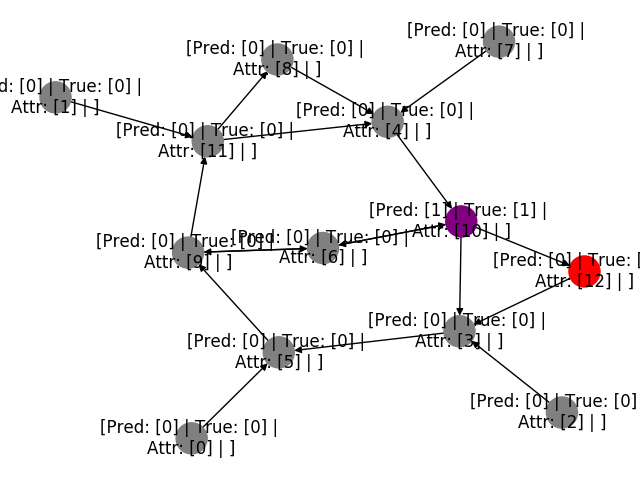 [Pred: [0] | True: [0] |
Attr: [7] | ]
[Pred: [0] | True: [0] |
Attr: [8] | ]
d: [0] | True: [0] |
Attr: [1] | ]
[Pred: [0] | True: [0] |
Attr: [4] | ]
[Pred: [0] | True: [0] |
Attr: [11] | ]
[Pred: [1] | True: [1] |
Attr: [10] | ]
[Pred: [0] | True: [0] |
Attr: [6] | ]
[Pred: [0] | True: [0] |
Attr: [9] | ]
[Pred: [0] | True: [
Attr: [12] | ]
[Pred: [0] | True: [0] |
Attr: [3] | ]
[Pred: [0] | True: [0] |
Attr: [5] | ]
[Pred: [0] | True: [0]
Attr: [2] | ]
[Pred: [0] | True: [0] |
Attr: [0] | ]